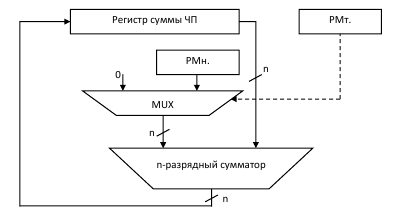 Регистр суммы ЧП
РМт.
РМн.
n
0
MUX
n
n-разрядный сумматор
n